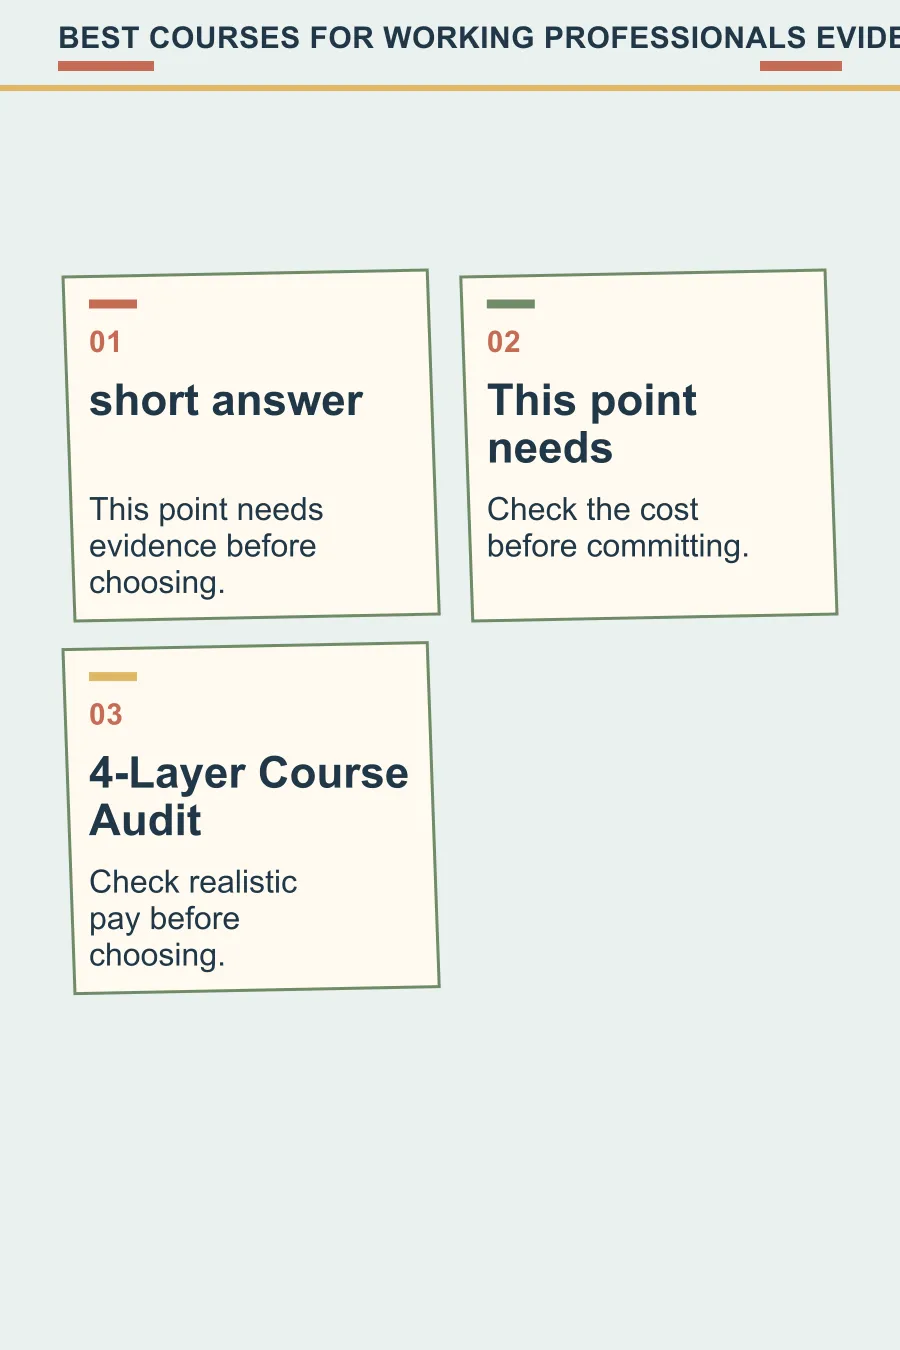 BEST COURSES FOR WORKING PROFESSIONALS EVIDE
01
short answer
This point needs
evidence before
choosing.
02
This point
needs
Check the cost
before committing.
03
4-Layer Course
Audit
Check realistic
pay before
choosing.